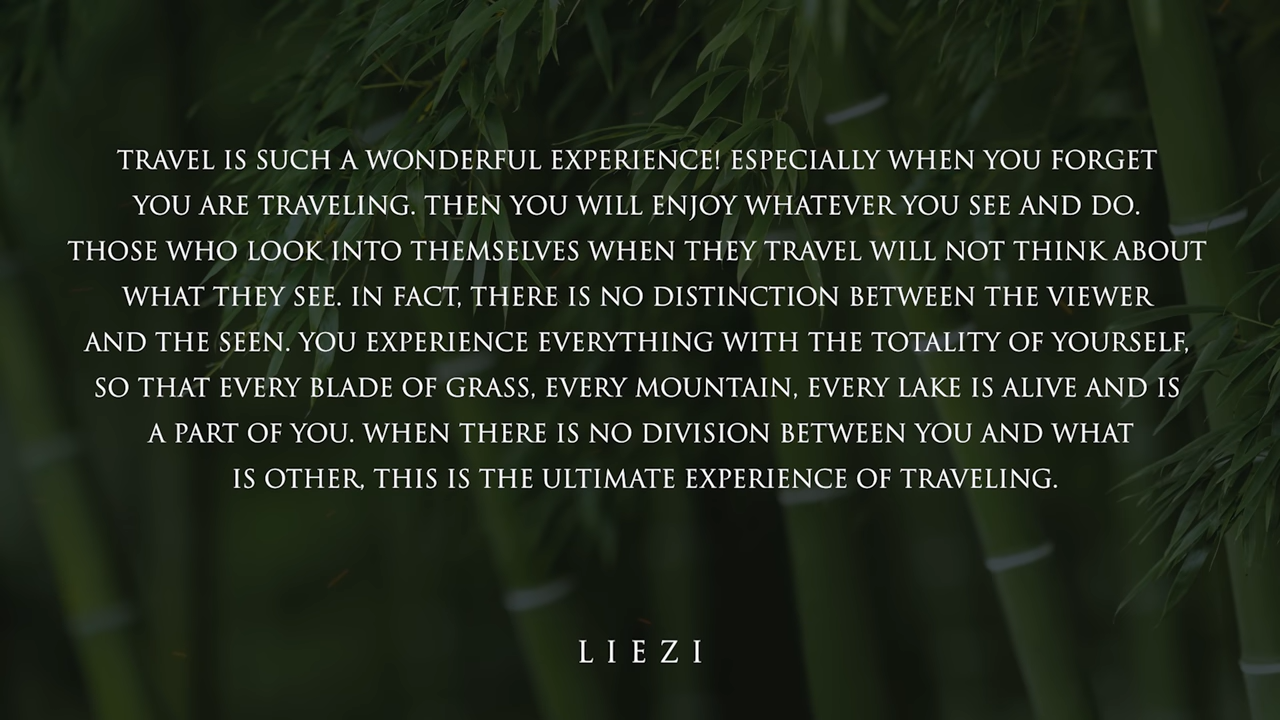 TRAVEL IS SUCH A WONDERFUL EXPERIENCE! ESPECIALLY WHEN YOU FORGET
YOU ARE TRAVELING. THEN YOU WILL ENJOY WHATEVER YOU SEE AND DO.
THOSE WHO LOOK INTO THEMSELVES WHEN THEY TRAVEL WILL NOT THINK ABOUT
WHAT THEY SEE. IN FACT, THERE IS NO DISTINCTION BETWEEN THE VIEWER
AND THE SEEN. YOU EXPERIENCE EVERYTHING WITH THE TOTALITY OF YOURSELF,
SO THAT EVERY BLADE OF GRASS, EVERY MOUNTAIN, EVERY LAKE IS ALIVE AND IS
A PART OF YOU. WHEN THERE IS NO DIVISION BETWEEN YOU AND WHAT
IS OTHER, THIS IS THE ULTIMATE EXPERIENCE OF TRAVELING.
LIEZI